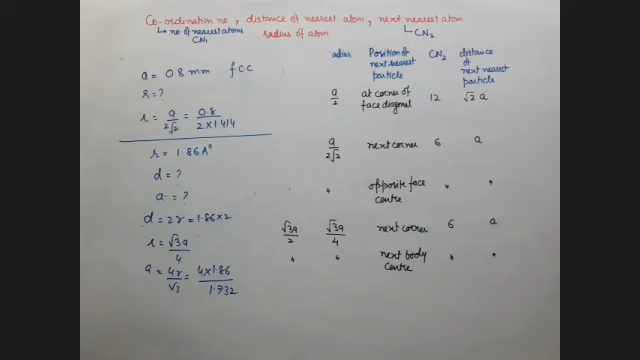 Co-ordination no, distance of nearest atom, next nearest atom
↳ no of nearest atoms
CN₁
radius of atom
↳ CN₂
a = 0.8 mm fcc
r = ?
r = a/2√2 = 0.8/2×1.414
r = 1.86 A°
d = ?
a = ?
d = 2r = 1.86×2
r = √3a/4
a = 4r/√3 = 4×1.86/1.732
adius Position of next nearest particle CN₂ distance of next nearest particle
a/2 at corner of face diagonal 12 √2 a
a/2√2 next corner 6 a
" " opposite face centre " "
√3a/2 √3a/4 next corner 6 a
" " next body centre " "